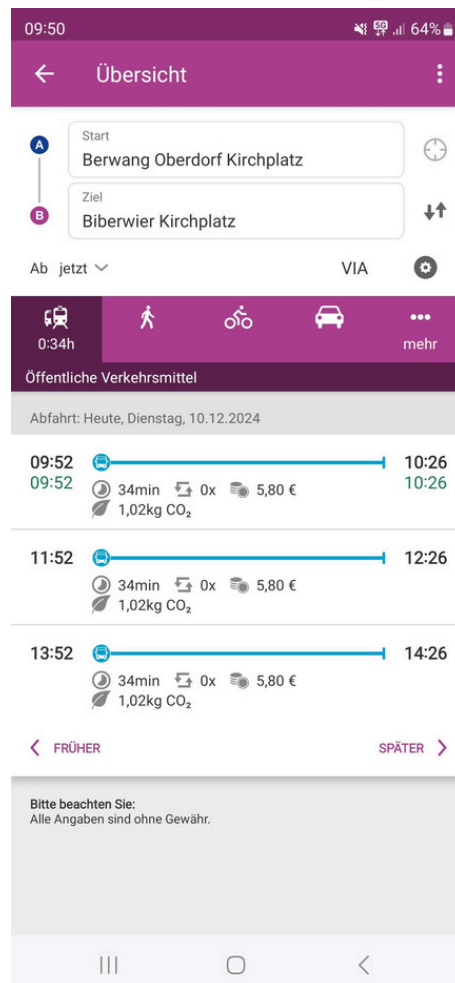 09:50 5G 64%
Übersicht
A Start
Berwang Oberdorf Kirchplatz
B Ziel
Biberwier Kirchplatz
Ab jetzt VIA
0:34h mehr
Öffentliche Verkehrsmittel
Abfahrt: Heute, Dienstag, 10.12.2024
09:52 10:26
09:52 10:26
34min 0x 5,80 €
1,02kg CO₂
11:52 12:26
34min 0x 5,80 €
1,02kg CO₂
13:52 14:26
34min 0x 5,80 €
1,02kg CO₂
FRÜHER SPÄTER
Bitte beachten Sie:
Alle Angaben sind ohne Gewähr.